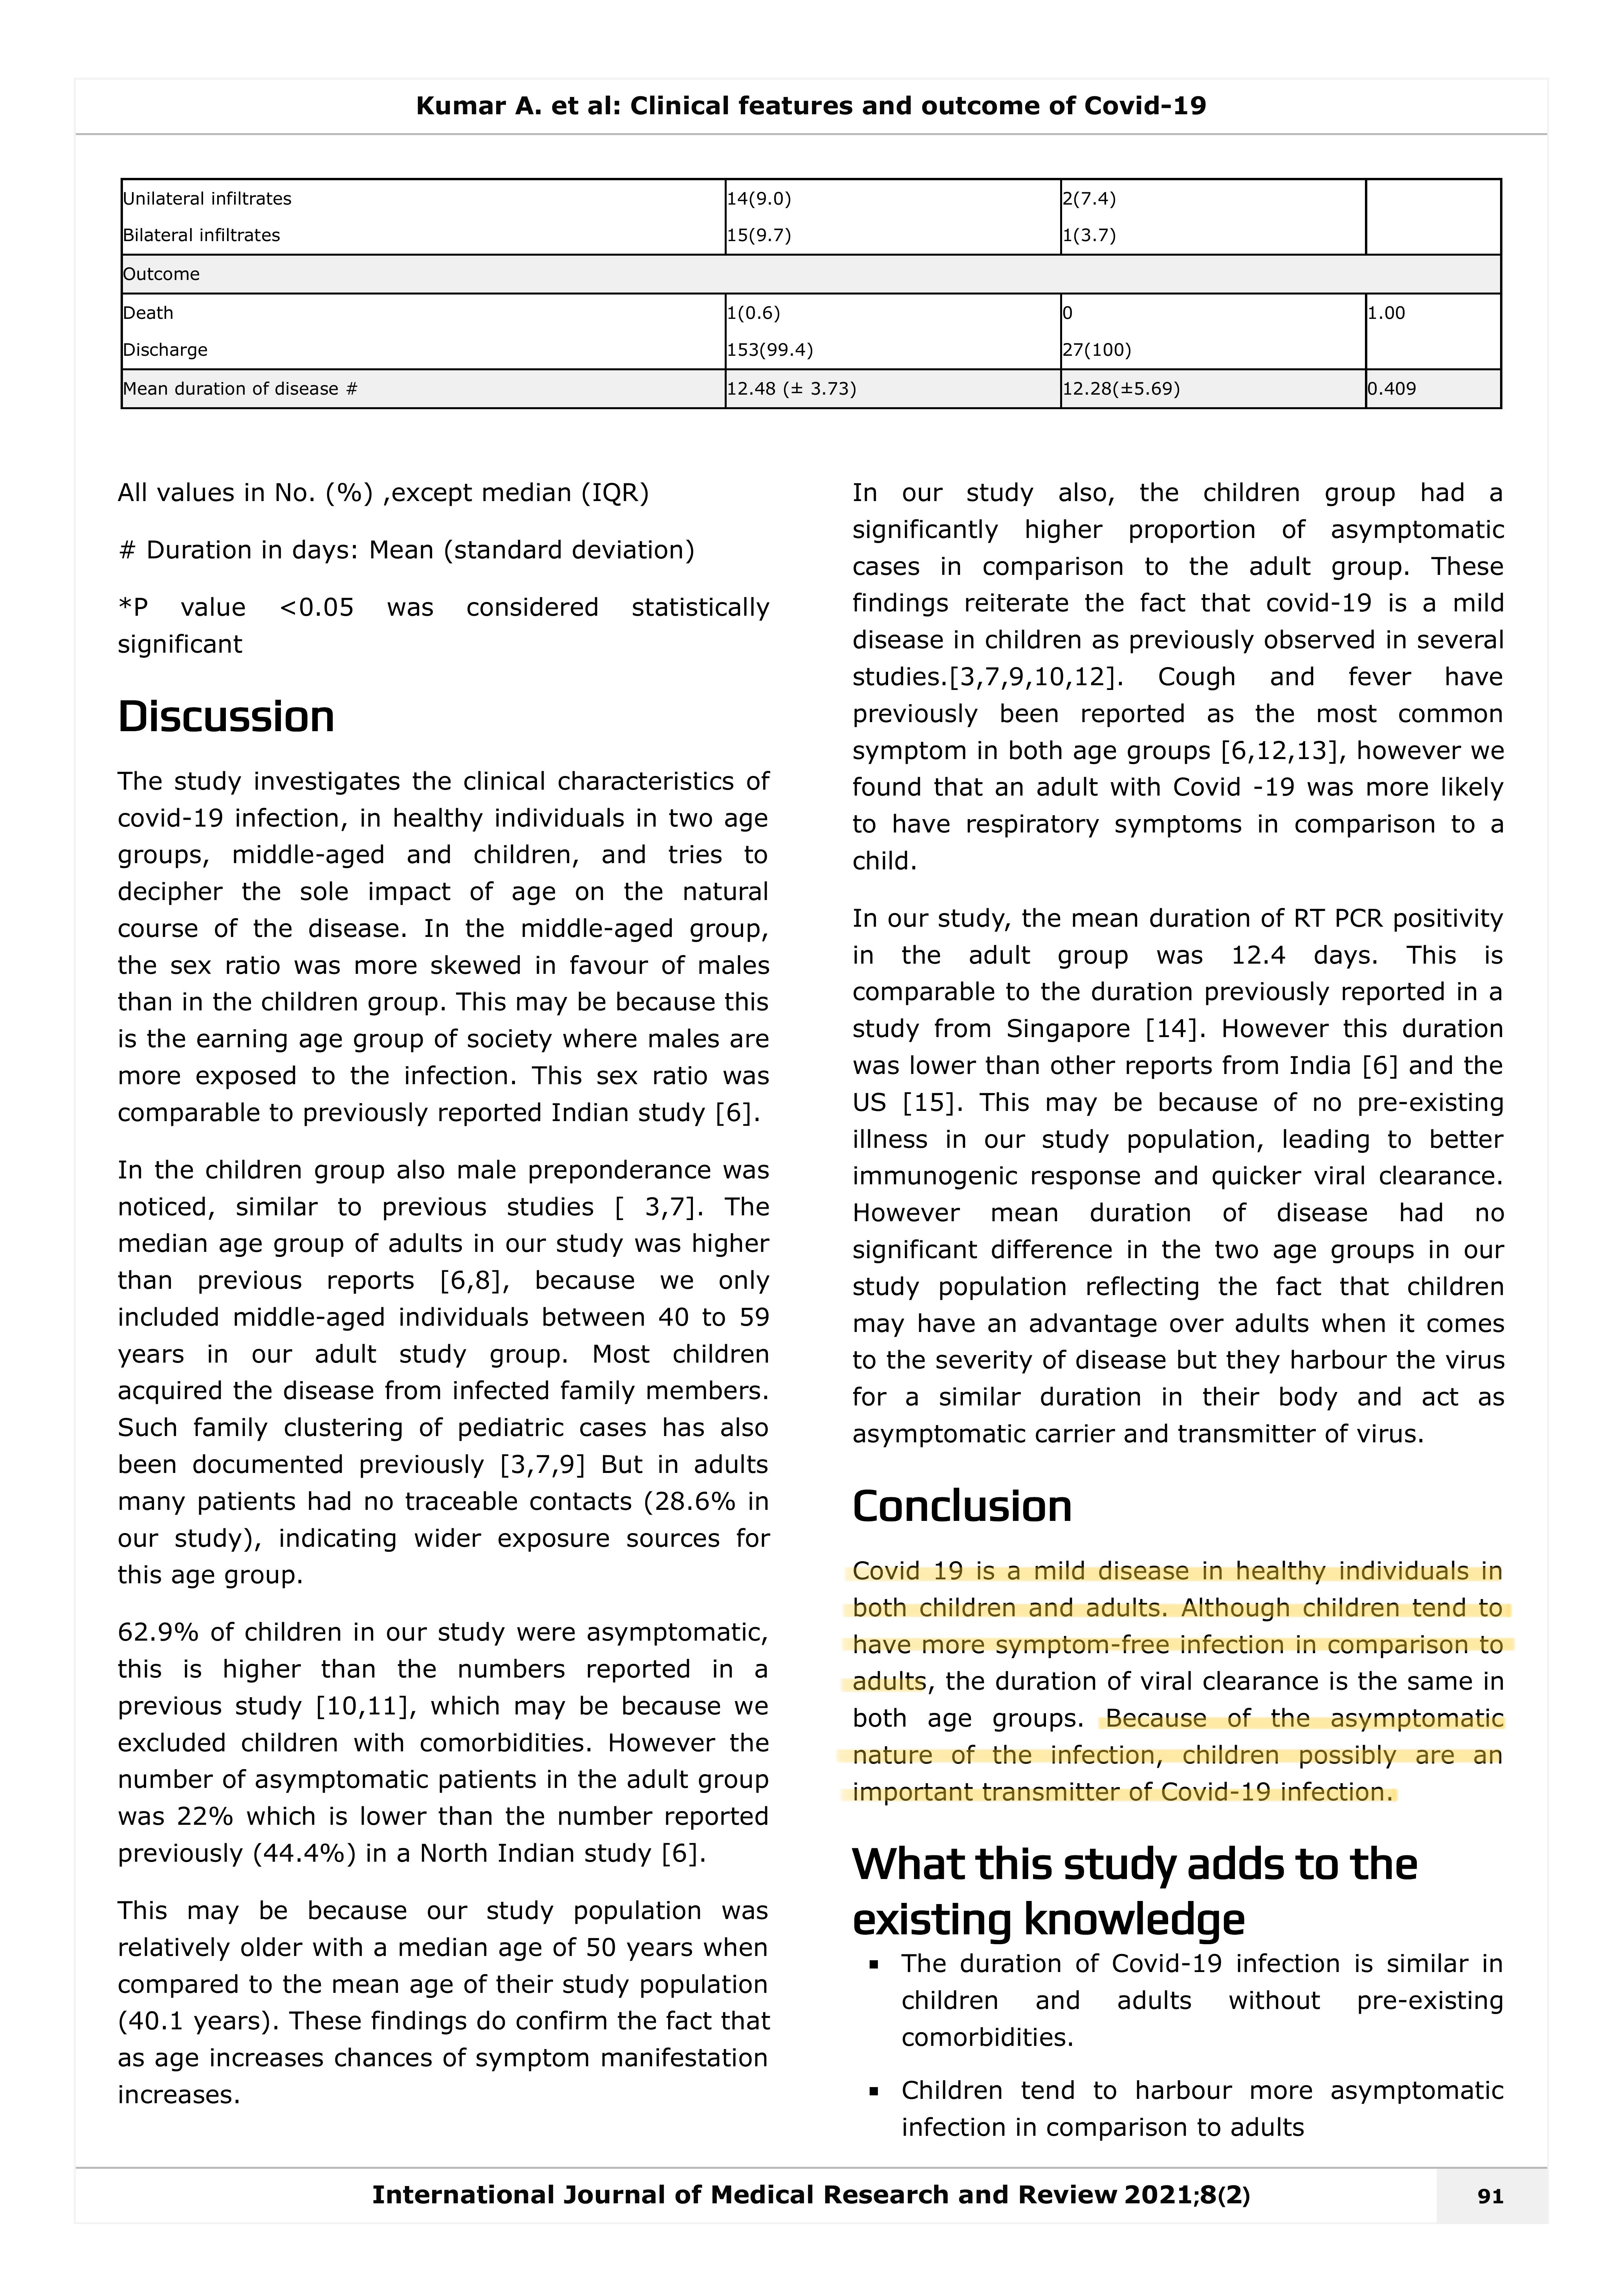 Kumar A. et al: Clinical features and outcome of Covid-19
Unilateral infiltrates 14(9.0) 2(7.4)
Bilateral infiltrates 15(9.7) 1(3.7)
Outcome
Death 1(0.6) 0 1.00
Discharge 153(99.4) 27(100)
Mean duration of disease # 12.48 (± 3.73) 12.28(±5.69) 0.409
All values in No. (%) ,except median (IQR)
# Duration in days: Mean (standard deviation)
*P value <0.05 was considered statistically
significant
Discussion
The study investigates the clinical characteristics of
covid-19 infection, in healthy individuals in two age
groups, middle-aged and children, and tries to
decipher the sole impact of age on the natural
course of the disease. In the middle-aged group,
the sex ratio was more skewed in favour of males
than in the children group. This may be because this
is the earning age group of society where males are
more exposed to the infection. This sex ratio was
comparable to previously reported Indian study [6].
In the children group also male preponderance was
noticed, similar to previous studies [ 3,7]. The
median age group of adults in our study was higher
than previous reports [6,8], because we only
included middle-aged individuals between 40 to 59
years in our adult study group. Most children
acquired the disease from infected family members.
Such family clustering of pediatric cases has also
been documented previously [3,7,9] But in adults
many patients had no traceable contacts (28.6% in
our study), indicating wider exposure sources for
this age group.
62.9% of children in our study were asymptomatic,
this is higher than the numbers reported in a
previous study [10,11], which may be because we
excluded children with comorbidities. However the
number of asymptomatic patients in the adult group
was 22% which is lower than the number reported
previously (44.4%) in a North Indian study [6].
This may be because our study population was
relatively older with a median age of 50 years when
compared to the mean age of their study population
(40.1 years). These findings do confirm the fact that
as age increases chances of symptom manifestation
increases.
In our study also, the children group had a
significantly higher proportion of asymptomatic
cases in comparison to the adult group. These
findings reiterate the fact that covid-19 is a mild
disease in children as previously observed in several
studies.[3,7,9,10,12]. Cough and fever have
previously been reported as the most common
symptom in both age groups [6,12,13], however we
found that an adult with Covid -19 was more likely
to have respiratory symptoms in comparison to a
child.
In our study, the mean duration of RT PCR positivity
in the adult group was 12.4 days. This is
comparable to the duration previously reported in a
study from Singapore [14]. However this duration
was lower than other reports from India [6] and the
US [15]. This may be because of no pre-existing
illness in our study population, leading to better
immunogenic response and quicker viral clearance.
However mean duration of disease had no
significant difference in the two age groups in our
study population reflecting the fact that children
may have an advantage over adults when it comes
to the severity of disease but they harbour the virus
for a similar duration in their body and act as
asymptomatic carrier and transmitter of virus.
Conclusion
Covid 19 is a mild disease in healthy individuals in
both children and adults. Although children tend to
have more symptom-free infection in comparison to
adults, the duration of viral clearance is the same in
both age groups. Because of the asymptomatic
nature of the infection, children possibly are an
important transmitter of Covid-19 infection.
What this study adds to the
existing knowledge
▪ The duration of Covid-19 infection is similar in
children and adults without pre-existing
comorbidities.
▪ Children tend to harbour more asymptomatic
infection in comparison to adults
International Journal of Medical Research and Review 2021;8(2) 91